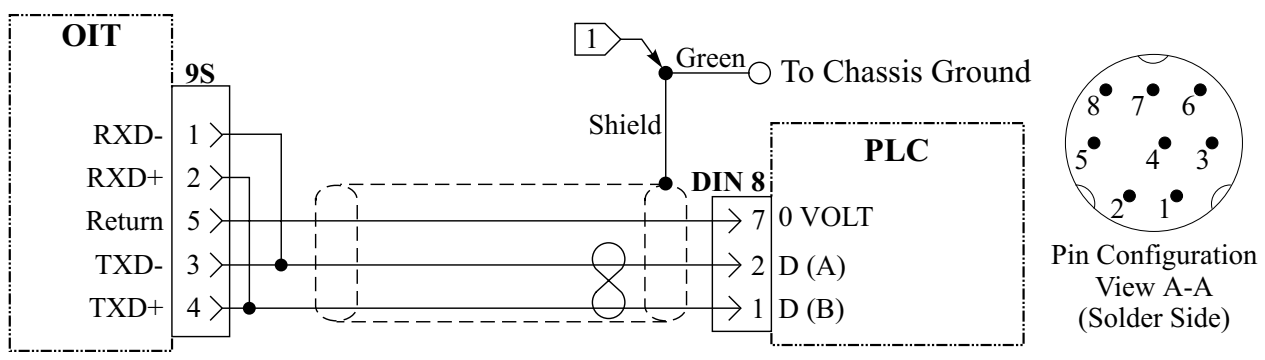 OIT
9S
RXD- 1
RXD+ 2
Return 5
TXD- 3
TXD+ 4
1
Green
To Chassis Ground
Shield
PLC
DIN 8
7 0 VOLT
2 D (A)
1 D (B)
8 7 6
5 4 3
2 1
Pin Configuration
View A-A
(Solder Side)